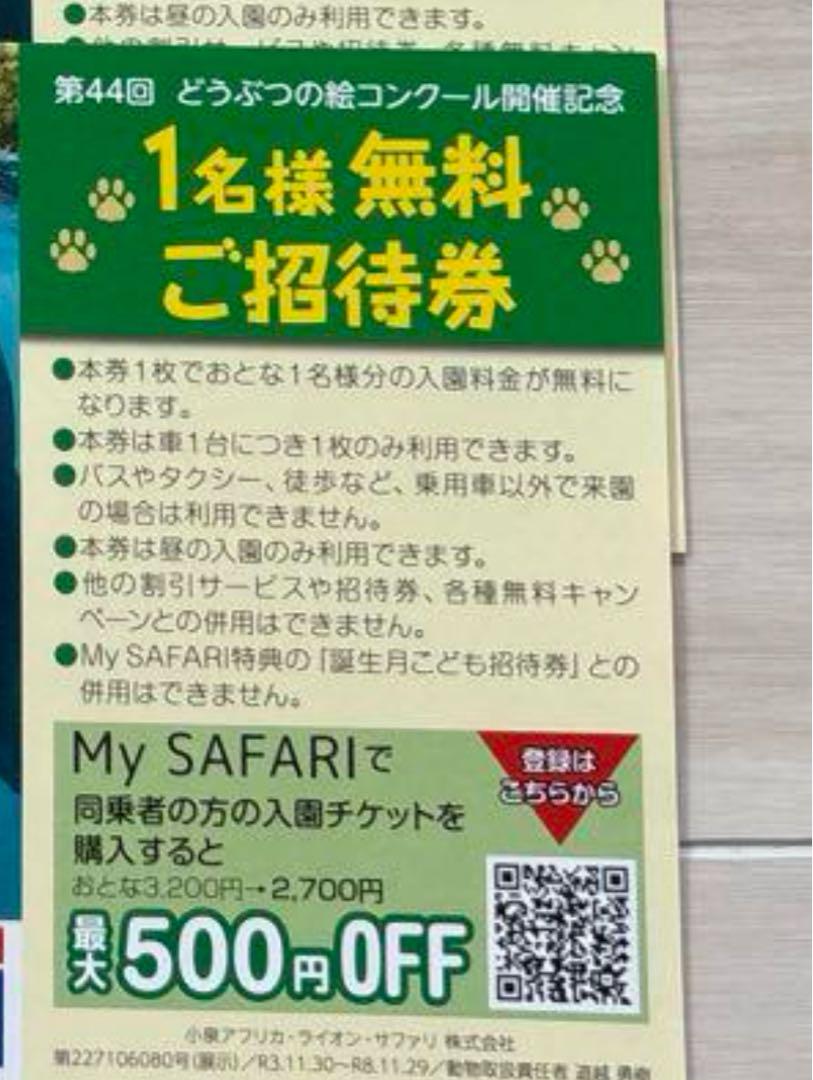 ●本券は昼の入園のみ利用できます。
第44回 どうぶつの絵コンクール開催記念
1名様 無料
ご招待券
●本券1枚でおとな1名様分の入園料金が無料に
なります。
●本券は車1台につき1枚のみ利用できます。
●バスやタクシー、徒歩など、乗用車以外で来園
の場合は利用できません。
●本券は昼の入園のみ利用できます。
●他の割引サービスや招待券、各種無料キャン
ペーンとの併用はできません。
●My SAFARI特典の「誕生月こども招待券」との
併用はできません。
My SAFARIで
登録は
こちらから
同乗者の方の入園チケットを
購入すると
おとな3,200円→2,700円
最大500円OFF
小泉アフリカ・ライオン・サファリ 株式会社
第227106080号(展示)/R3.11.30～R8.11.29/動物取扱責任者